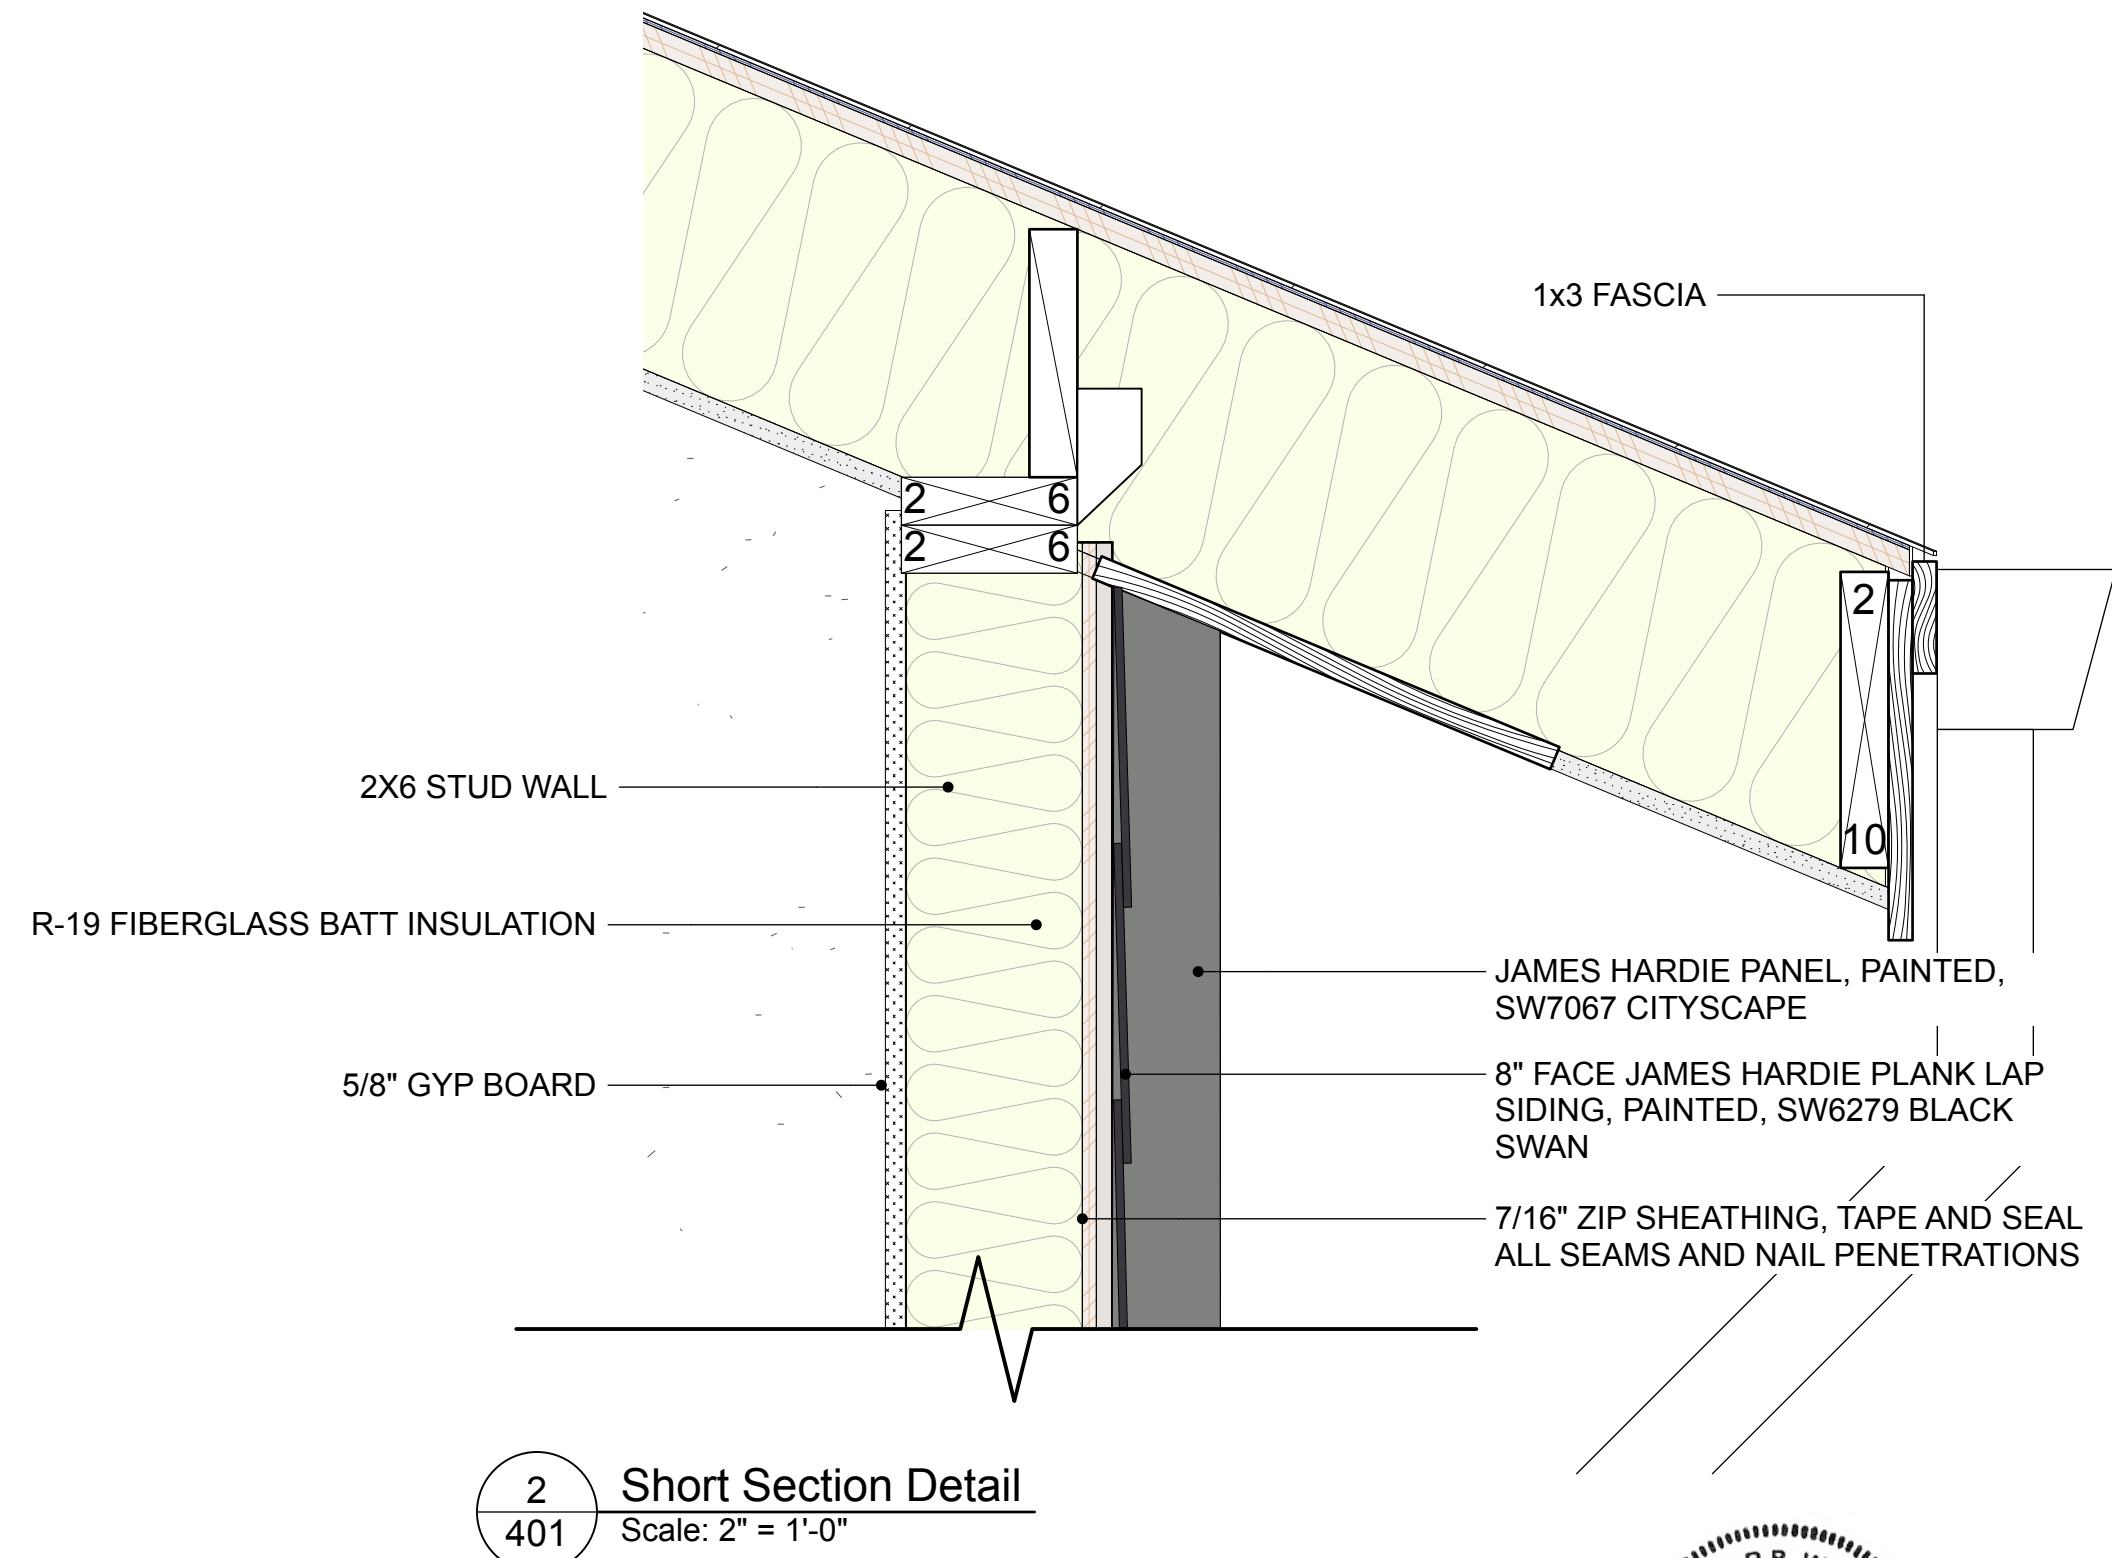 1x3 FASCIA
2 6
2 6
2
10
2X6 STUD WALL
R-19 FIBERGLASS BATT INSULATION
5/8" GYP BOARD
JAMES HARDIE PANEL, PAINTED,
SW7067 CITYSCAPE
8" FACE JAMES HARDIE PLANK LAP
SIDING, PAINTED, SW6279 BLACK
SWAN
7/16" ZIP SHEATHING, TAPE AND SEAL
ALL SEAMS AND NAIL PENETRATIONS
2
401
Short Section Detail
Scale: 2" = 1'-0"